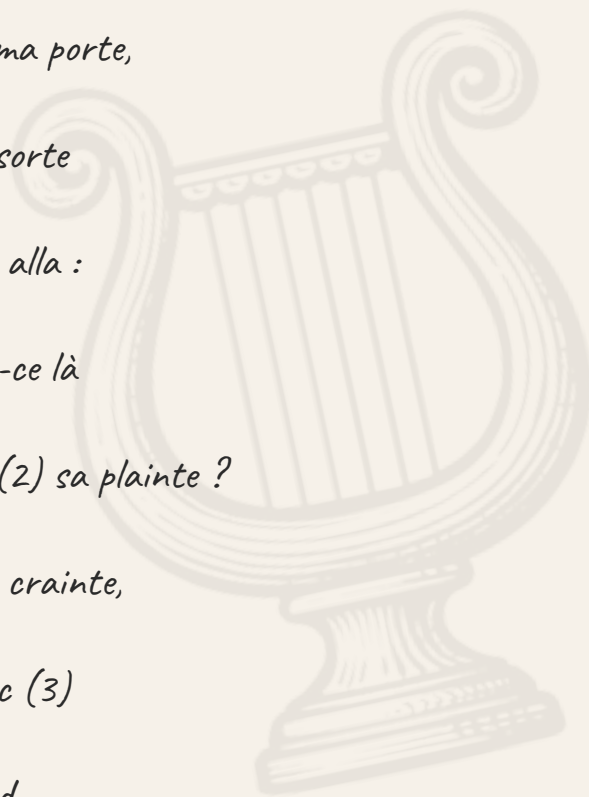 ma porte,
sorte
alla :
-ce là
(2) sa plainte ?
crainte,
c (3)